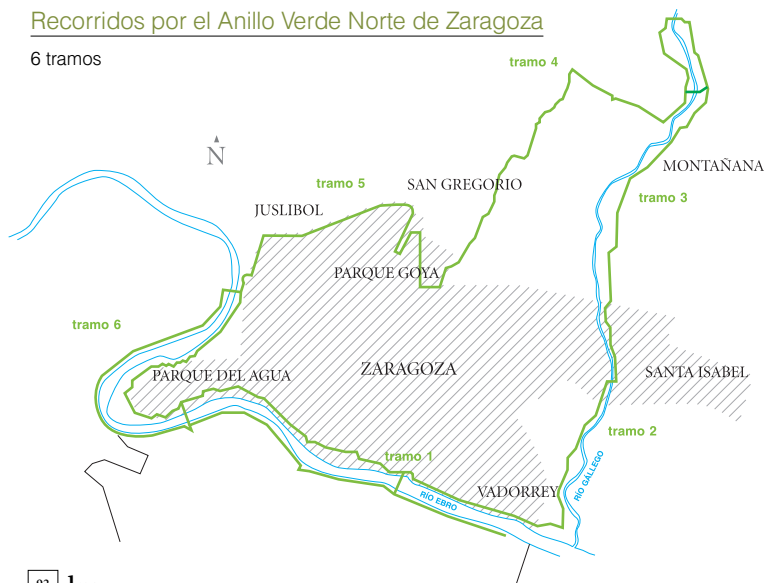 Recorridos por el Anillo Verde Norte de Zaragoza
6 tramos
tramo 4
N
MONTAÑANA
tramo 5
SAN GREGORIO
tramo 3
JUSLIBOL
PARQUE GOYA
tramo 6
ZARAGOZA
SANTA ISABEL
PARQUE DEL AGUA
tramo 2
tramo 1
RÍO GÁLLEGO
VADORREY
RÍO EBRO